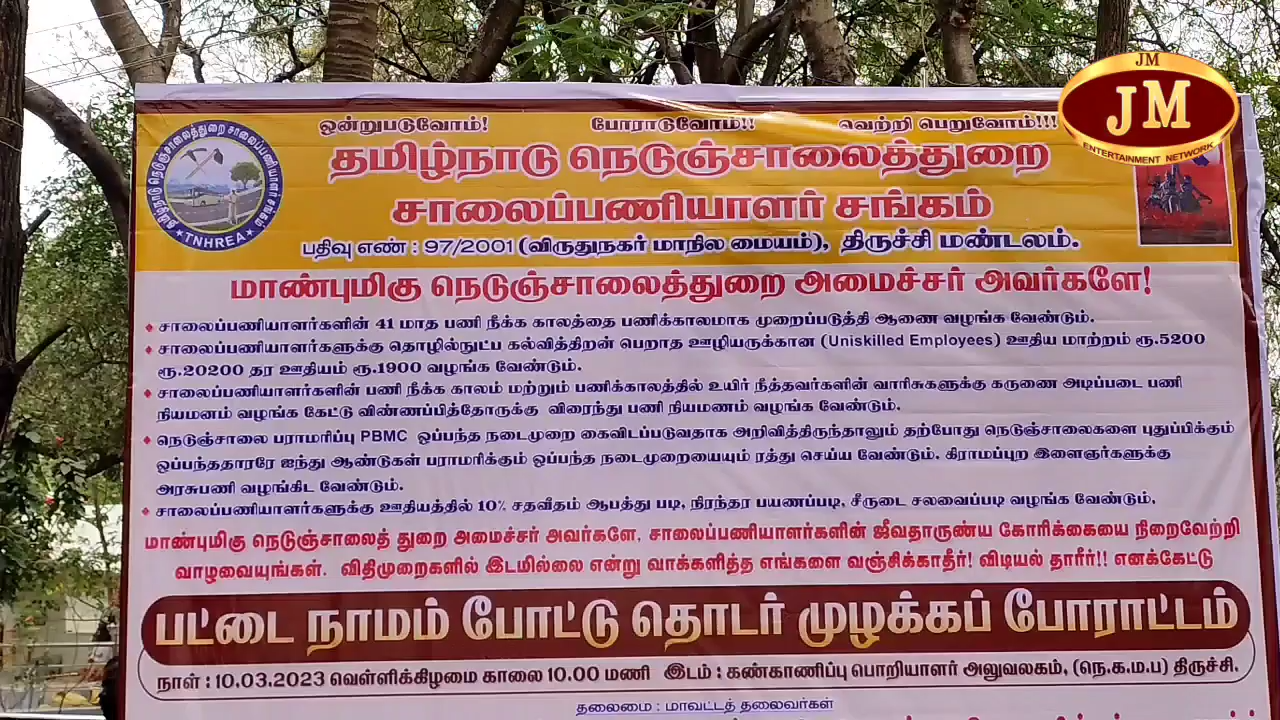 JM
JM
ENTERTAINMENT NETWORK
ஒன்றுபடுவோம்! போராடுவோம்!! வெற்றி பெறுவோம்!!!
தமிழ்நாடு நெடுஞ்சாலைத்துறை சாலைப்பணியாளர் சங்கம்
TNHREA
தமிழ்நாடு நெடுஞ்சாலைத்துறை
சாலைப்பணியாளர் சங்கம்
பதிவு எண் : 97/2001 (விருதுநகர் மாநில மையம்), திருச்சி மண்டலம்.
மாண்புமிகு நெடுஞ்சாலைத்துறை அமைச்சர் அவர்களே!
சாலைப்பணியாளர்களின் 41 மாத பணி நீக்க காலத்தை பணிக்காலமாக முறைப்படுத்தி ஆணை வழங்க வேண்டும்.
சாலைப்பணியாளர்களுக்கு தொழில்நுட்ப கல்வித்திறன் பெறாத ஊழியருக்கான (Uniskilled Employees) ஊதிய மாற்றம் ரூ.5200
ரூ.20200 தர ஊதியம் ரூ.1900 வழங்க வேண்டும்.
சாலைப்பணியாளர்களின் பணி நீக்க காலம் மற்றும் பணிக்காலத்தில் உயிர் நீத்தவர்களின் வாரிசுகளுக்கு கருணை அடிப்படை பணி
நியமனம் வழங்க கேட்டு விண்ணப்பித்தோருக்கு விரைந்து பணி நியமணம் வழங்க வேண்டும்.
நெடுஞ்சாலை பராமரிப்பு PBMC ஒப்பந்த நடைமுறை கைவிடப்படுவதாக அறிவித்திருந்தாலும் தற்போது நெடுஞ்சாலைகளை புதுப்பிக்கும்
ஒப்பந்ததாரரே ஐந்து ஆண்டுகள் பராமரிக்கும் ஒப்பந்த நடைமுறையையும் ரத்து செய்ய வேண்டும். கிராமப்புற இளைஞர்களுக்கு
அரசுபணி வழங்கிட வேண்டும்.
சாலைப்பணியாளர்களுக்கு ஊதியத்தில் 10% சதவீதம் ஆபத்து படி, நிரந்தர பயணப்படி, சீருடை சலவைப்படி வழங்க வேண்டும்.
மாண்புமிகு நெடுஞ்சாலைத் துறை அமைச்சர் அவர்களே, சாலைப்பணியாளர்களின் ஜீவதாருண்ய கோரிக்கையை நிறைவேற்றி
வாழவையுங்கள். விதிமுறைகளில் இடமில்லை என்று வாக்களித்த எங்களை வஞ்சிக்காதீர்! விடியல் தாரீர்!! எனக்கேட்டு
பட்டை நாமம் போட்டு தொடர் முழக்கப் போராட்டம்
நாள் : 10.03.2023 வெள்ளிக்கிழமை காலை 10.00 மணி இடம் : கண்காணிப்பு பொறியாளர் அலுவலகம், (நெ.க.ம.ப) திருச்சி.
தலைமை : மாவட்டத் தலைவர்கள்